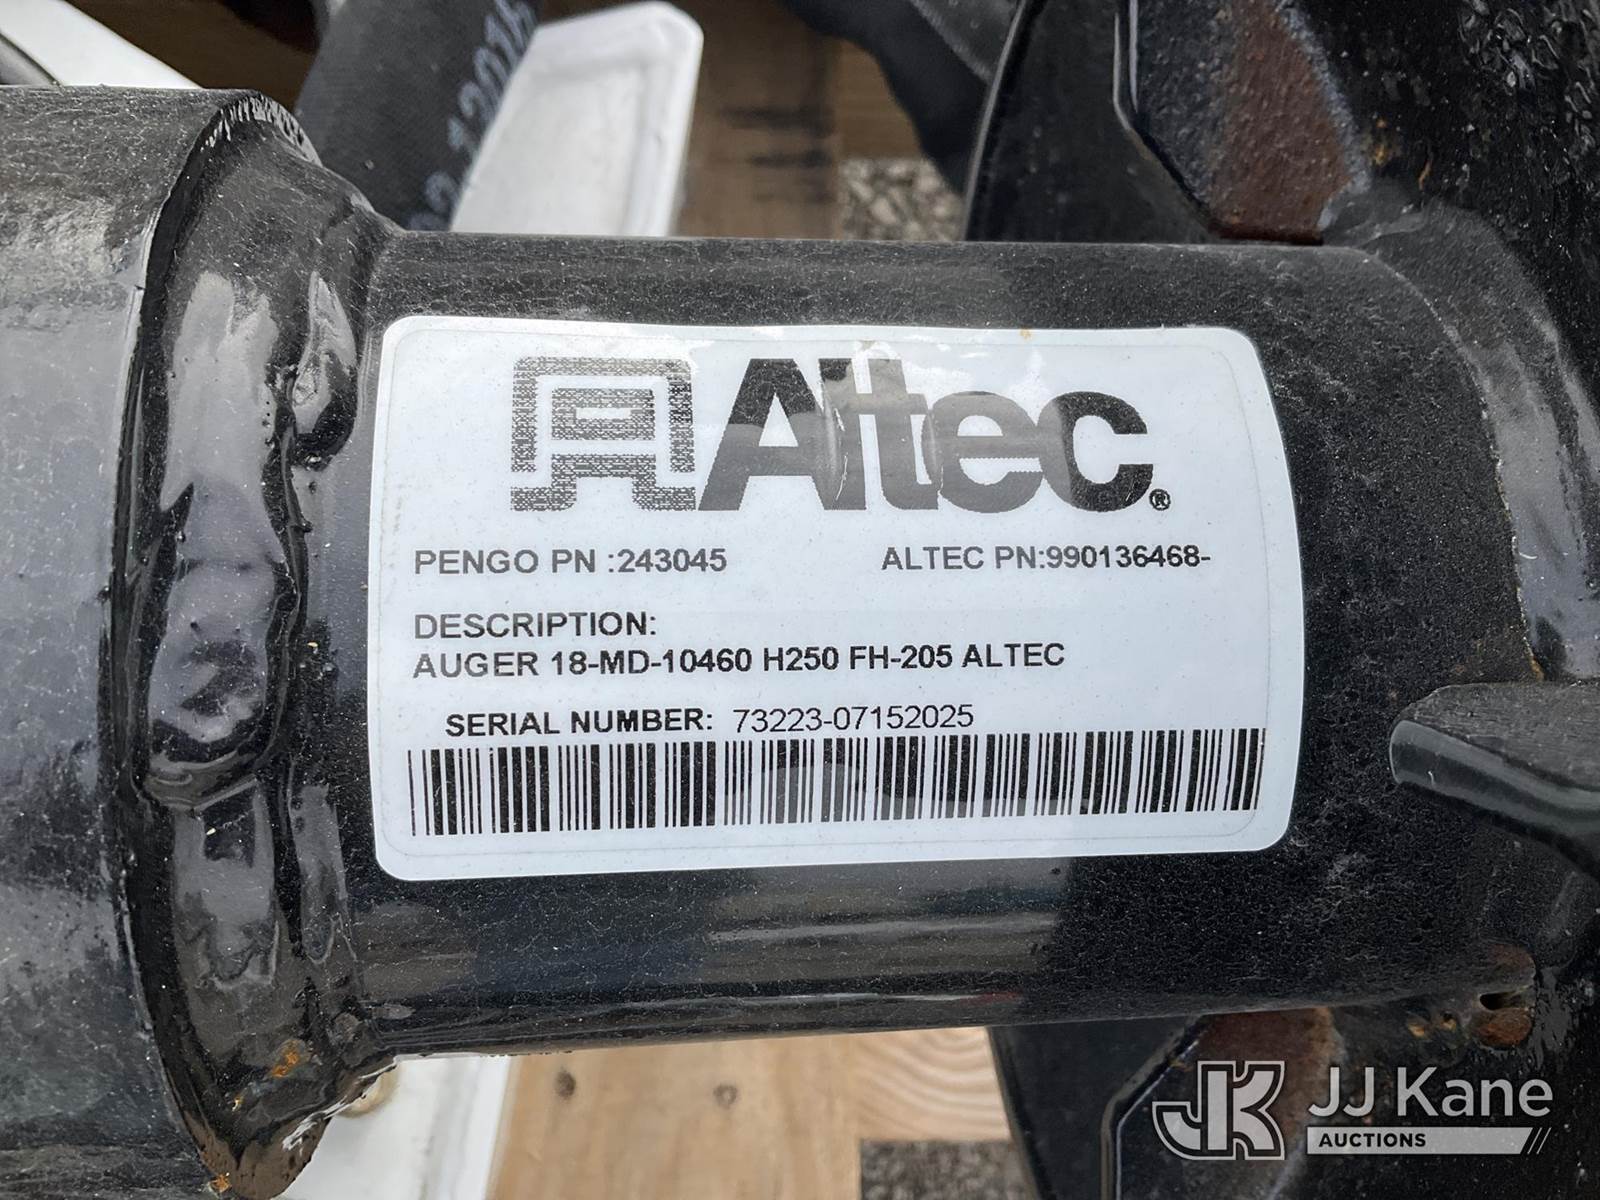 Altec®
PENGO PN :243045 ALTEC PN:990136468-
DESCRIPTION:
AUGER 18-MD-10460 H250 FH-205 ALTEC
SERIAL NUMBER: 73223-07152025
JK JJ Kane
AUCTIONS